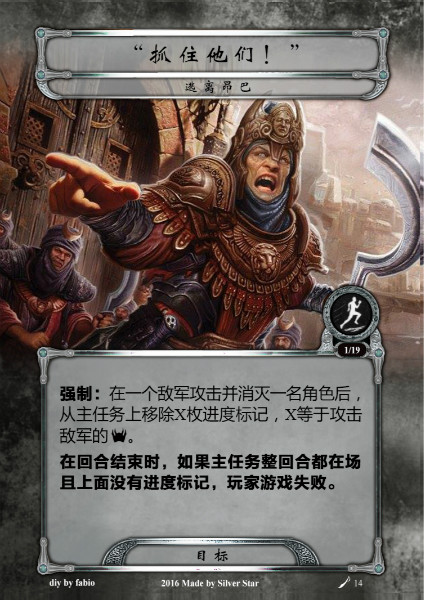 “抓住他们！”
逃离昂巴
1/19
强制：在一个敌军攻击并消灭一名角色后，
从主任务上移除X枚进度标记，X等于攻击
敌军的。
在回合结束时，如果主任务整回合都在场
且上面没有进度标记，玩家游戏失败。
目标
diy by fabio 2016 Made by Silver Star 14